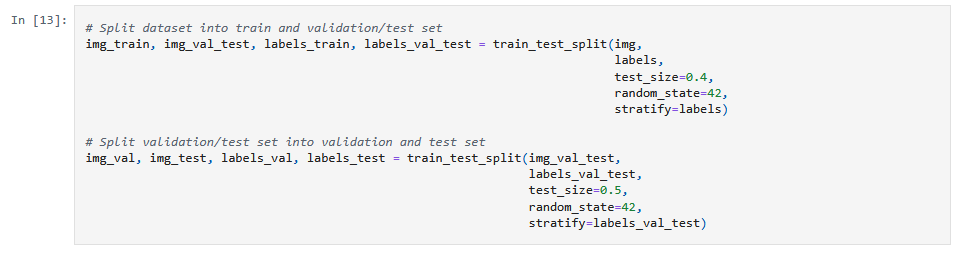 In [13]:
# Split dataset into train and validation/test set
img_train, img_val_test, labels_train, labels_val_test = train_test_split(img,
labels,
test_size=0.4,
random_state=42,
stratify=labels)
# Split validation/test set into validation and test set
img_val, img_test, labels_val, labels_test = train_test_split(img_val_test,
labels_val_test,
test_size=0.5,
random_state=42,
stratify=labels_val_test)